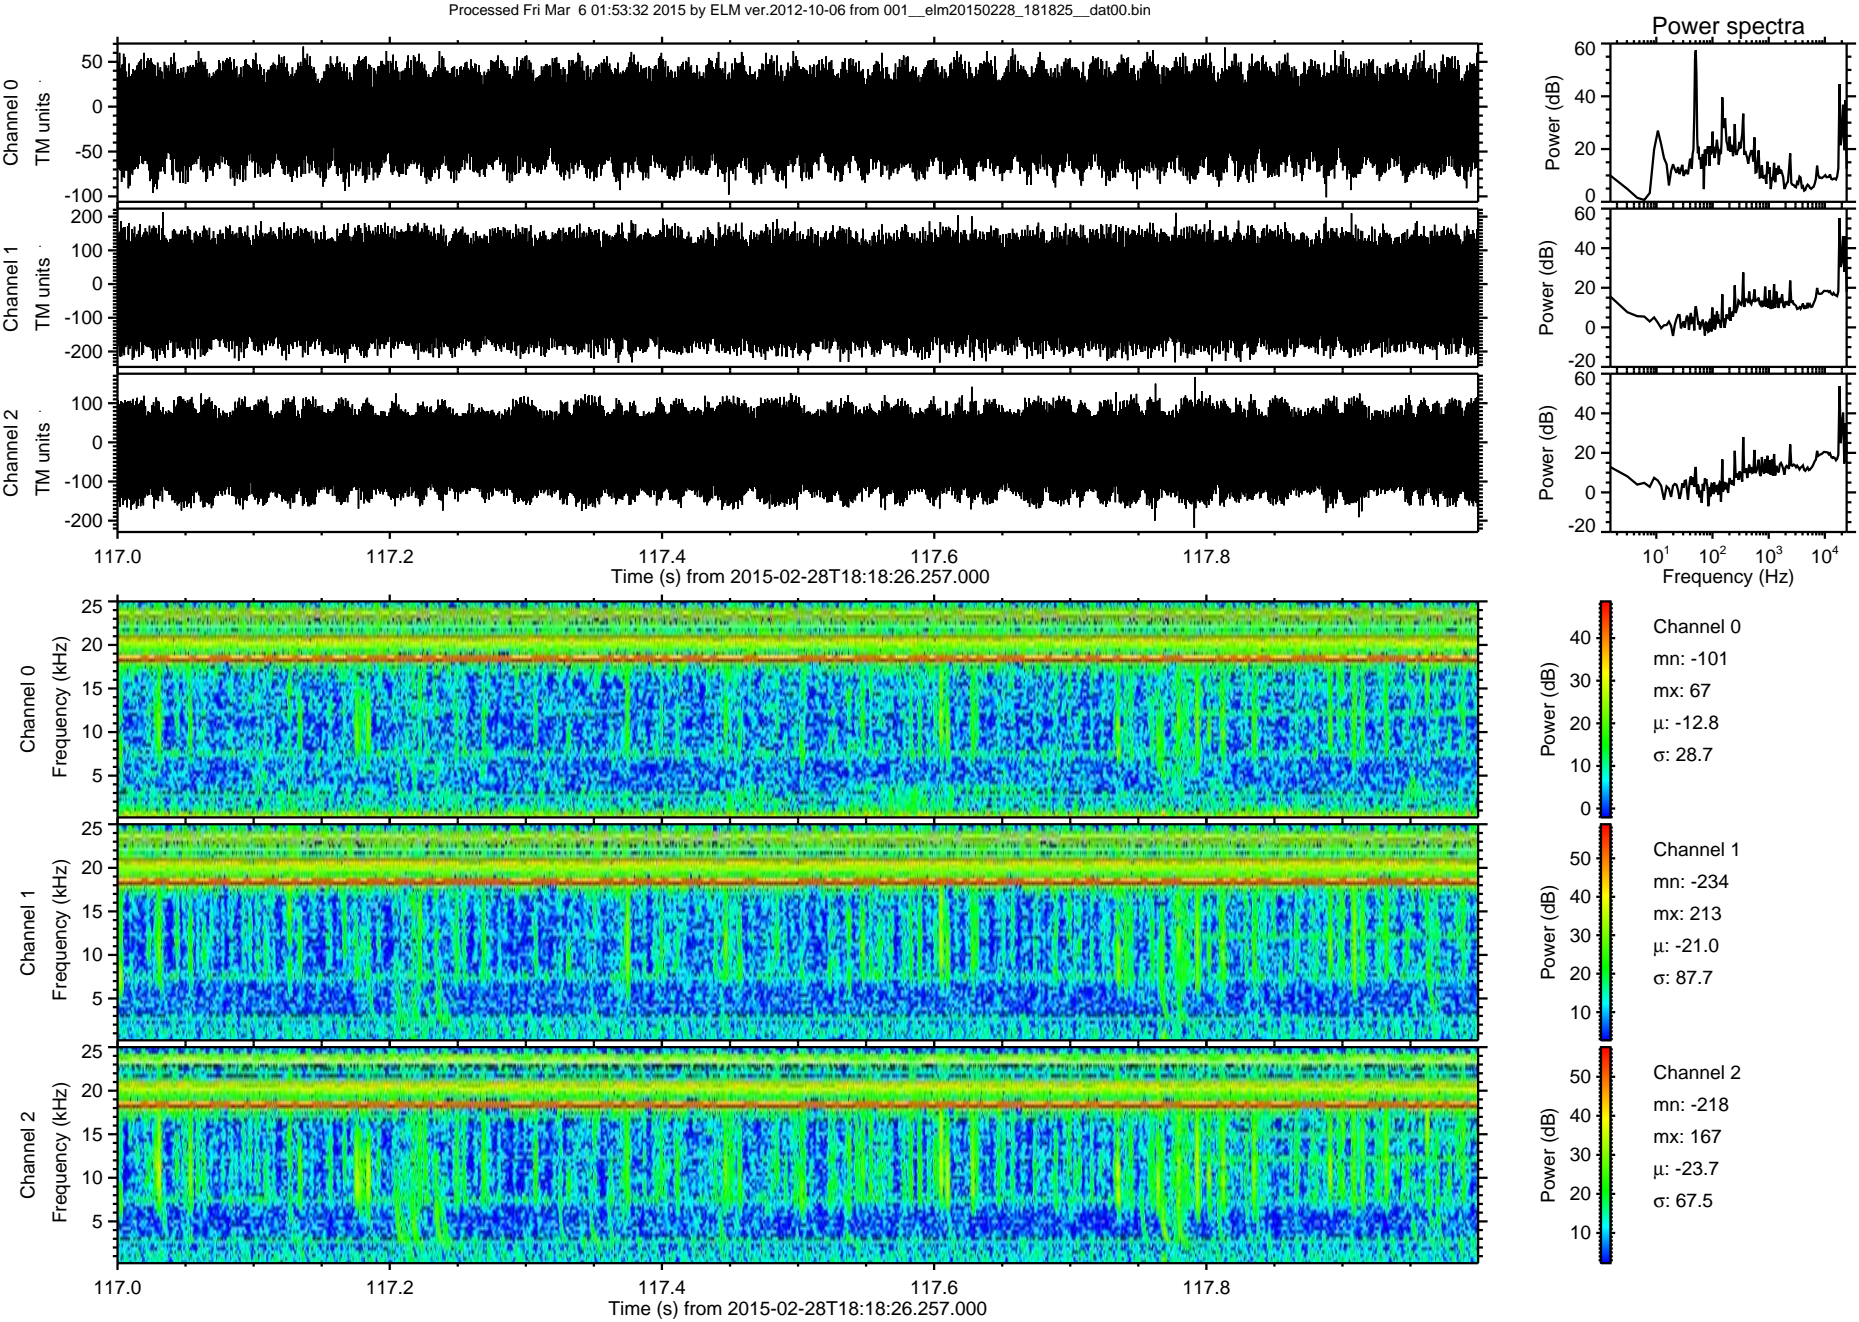 Processed Fri Mar  6 01:53:32 2015 by ELM ver.2012-10-06 from 001__elm20150228_181825__dat00.bin
Power spectra
Channel 0
TM units
50
0
-50
-100
Power (dB)
60
40
20
0
Channel 1
TM units
200
100
0
-100
-200
Power (dB)
60
40
20
0
-20
Channel 2
TM units
100
0
-100
-200
Power (dB)
60
40
20
0
-20
117.0 117.2 117.4 117.6 117.8
Time (s) from 2015-02-28T18:18:26.257.000
10¹ 10² 10³ 10⁴
Frequency (Hz)
Channel 0
Frequency (kHz)
25
20
15
10
5
Power (dB)
40
30
20
10
0
Channel 0
mn: -101
mx: 67
μ: -12.8
σ: 28.7
Channel 1
Frequency (kHz)
25
20
15
10
5
Power (dB)
50
40
30
20
10
Channel 1
mn: -234
mx: 213
μ: -21.0
σ: 87.7
Channel 2
Frequency (kHz)
25
20
15
10
5
Power (dB)
50
40
30
20
10
Channel 2
mn: -218
mx: 167
μ: -23.7
σ: 67.5
117.0 117.2 117.4 117.6 117.8
Time (s) from 2015-02-28T18:18:26.257.000